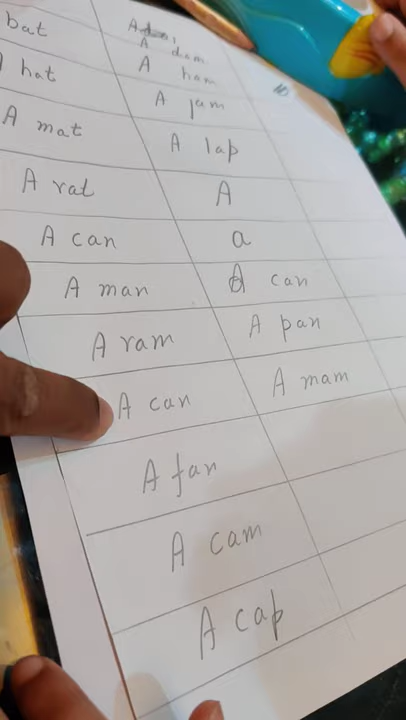 bat
A hat
A mat
A rat
A can
A man
A ram
A can
A fan
A cam
A cap
A dam
A ham
A jam
A lap
A
a
A can
A pan
A mam